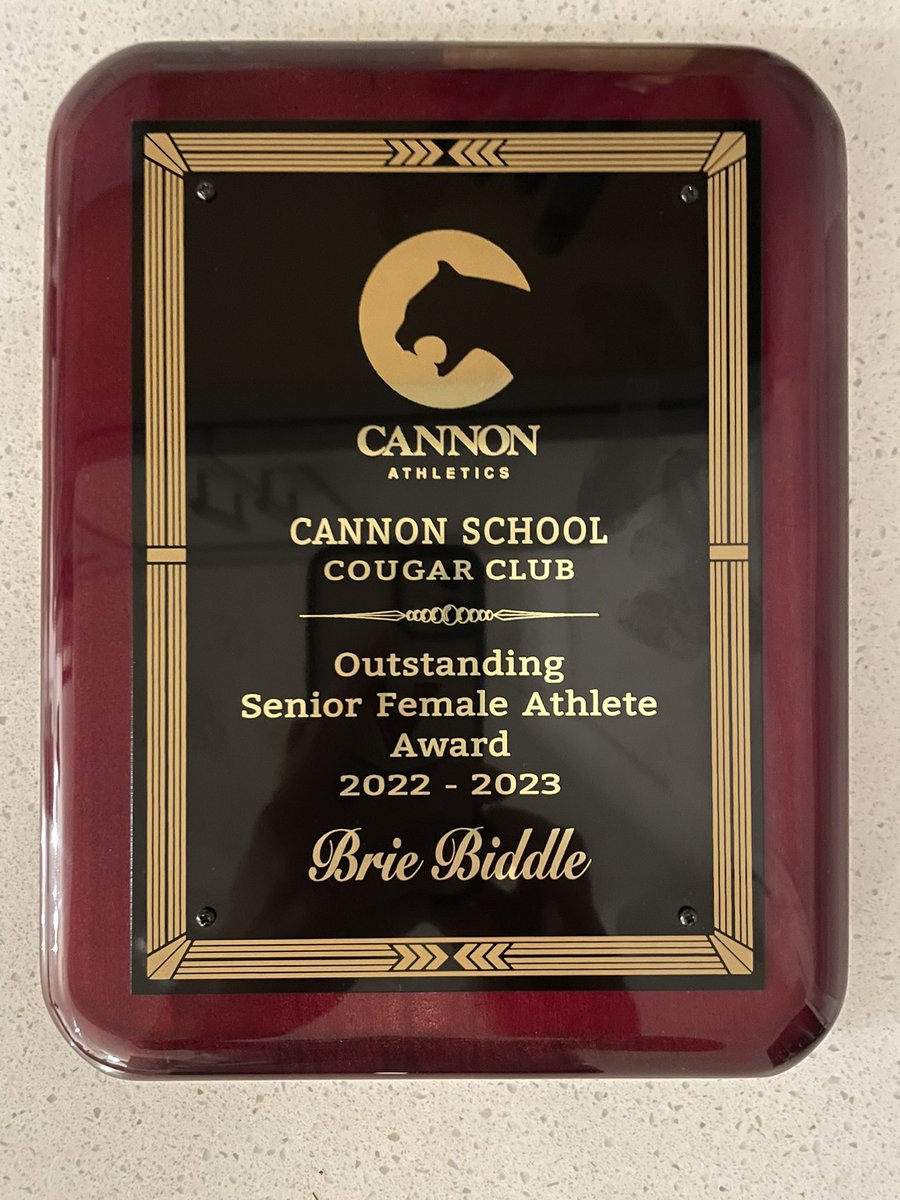 CANNON
ATHLETICS
CANNON SCHOOL
COUGAR CLUB
Outstanding
Senior Female Athlete
Award
2022 - 2023
Brie Biddle